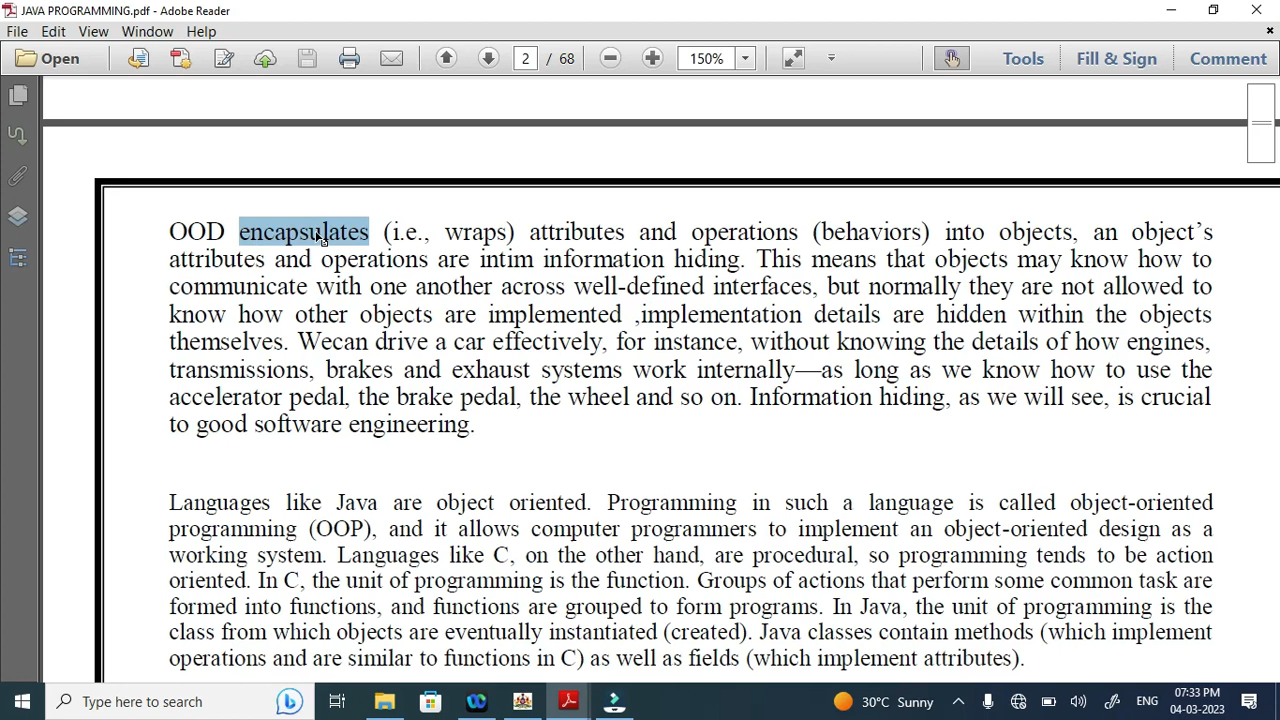 JAVA PROGRAMMING.pdf - Adobe Reader
File Edit View Window Help
Open 2 / 68 150% Tools Fill & Sign Comment
OOD encapsulates (i.e., wraps) attributes and operations (behaviors) into objects, an object’s
attributes and operations are intim information hiding. This means that objects may know how to
communicate with one another across well-defined interfaces, but normally they are not allowed to
know how other objects are implemented ,implementation details are hidden within the objects
themselves. Wecan drive a car effectively, for instance, without knowing the details of how engines,
transmissions, brakes and exhaust systems work internally—as long as we know how to use the
accelerator pedal, the brake pedal, the wheel and so on. Information hiding, as we will see, is crucial
to good software engineering.
Languages like Java are object oriented. Programming in such a language is called object-oriented
programming (OOP), and it allows computer programmers to implement an object-oriented design as a
working system. Languages like C, on the other hand, are procedural, so programming tends to be action
oriented. In C, the unit of programming is the function. Groups of actions that perform some common task are
formed into functions, and functions are grouped to form programs. In Java, the unit of programming is the
class from which objects are eventually instantiated (created). Java classes contain methods (which implement
operations and are similar to functions in C) as well as fields (which implement attributes).
Type here to search 30°C Sunny ENG 07:33 PM
04-03-2023